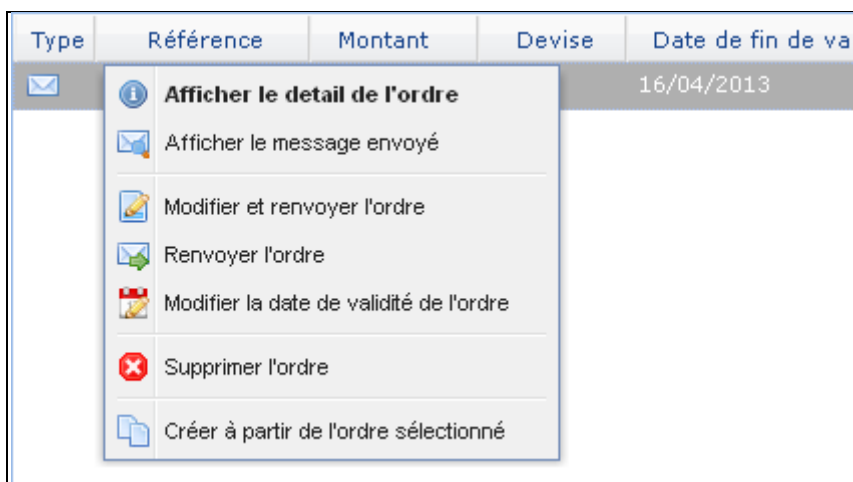 Type Référence Montant Devise Date de fin de va
16/04/2013
Afficher le detail de l'ordre
Afficher le message envoyé
Modifier et renvoyer l'ordre
Renvoyer l'ordre
Modifier la date de validité de l'ordre
Supprimer l'ordre
Créer à partir de l'ordre sélectionné